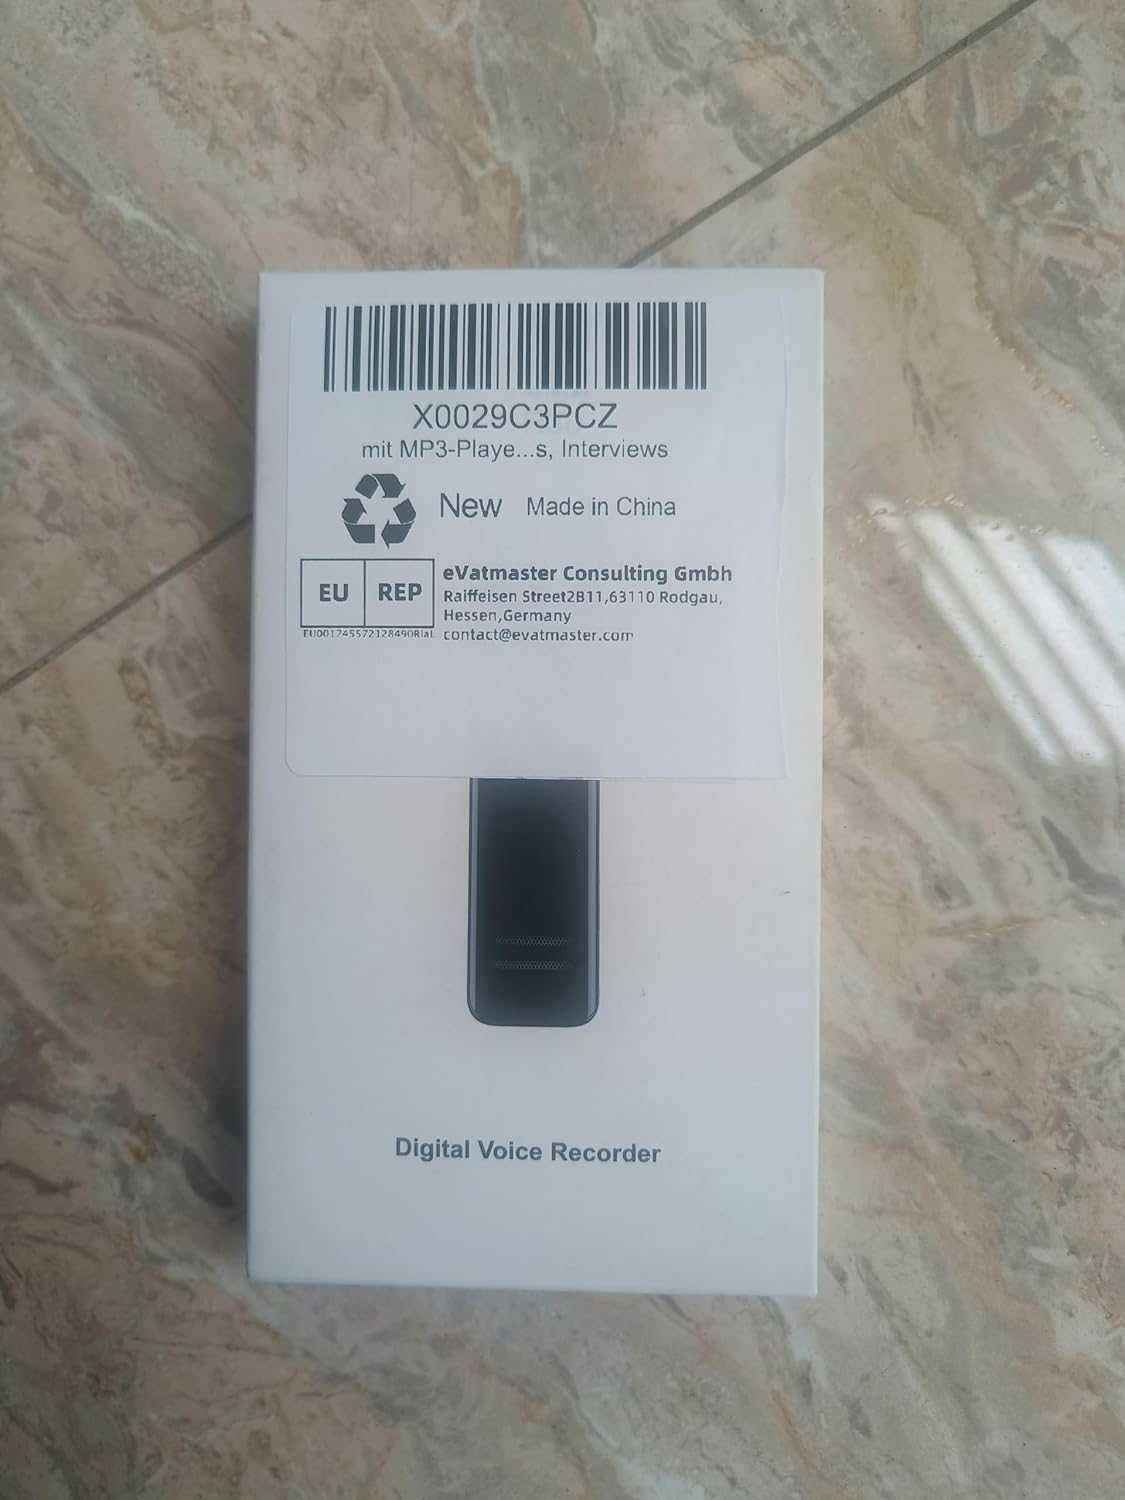 X0029C3PCZ
mit MP3-Playe...s, Interviews
New Made in China
EU REP
eVatmaster Consulting Gmbh
Raiffeisen Street2B11,63110 Rodgau,
Hessen,Germany
contact@evatmaster.com
Digital Voice Recorder